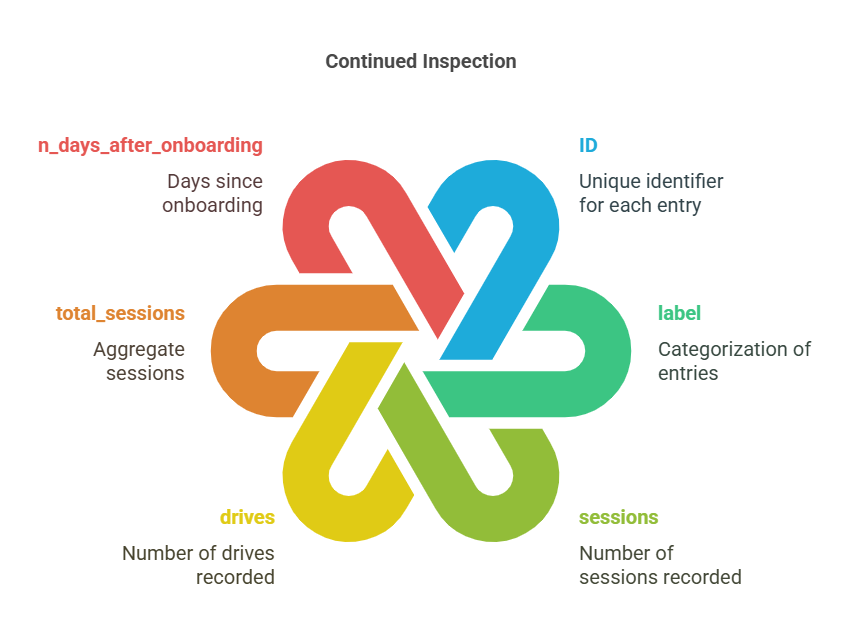 Continued Inspection
n_days_after_onboarding
Days since
onboarding
ID
Unique identifier
for each entry
total_sessions
Aggregate
sessions
label
Categorization of
entries
drives
Number of drives
recorded
sessions
Number of
sessions recorded